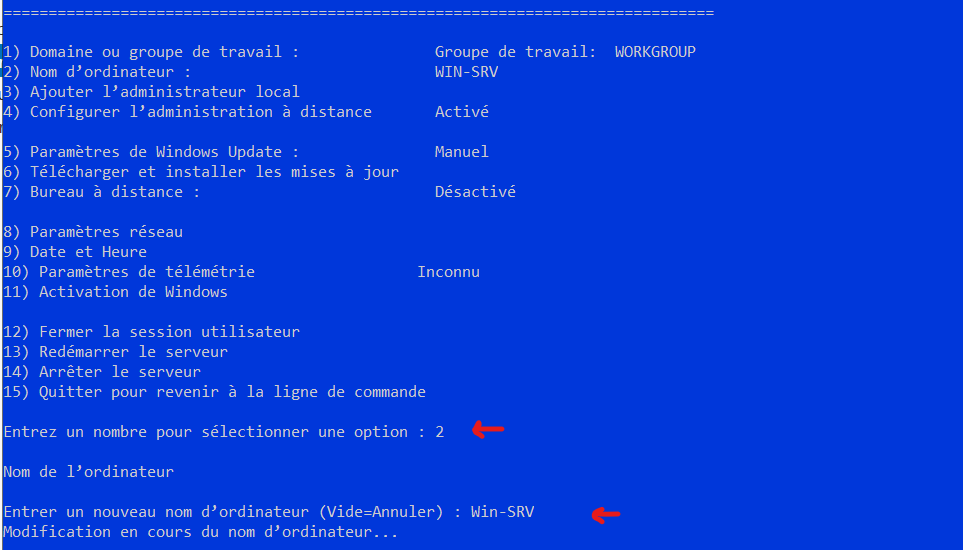 ===============================================================================
1) Domaine ou groupe de travail : Groupe de travail: WORKGROUP
2) Nom d’ordinateur : WIN-SRV
3) Ajouter l’administrateur local
4) Configurer l’administration à distance Activé
5) Paramètres de Windows Update : Manuel
6) Télécharger et installer les mises à jour
7) Bureau à distance : Désactivé
8) Paramètres réseau
9) Date et Heure
10) Paramètres de télémétrie Inconnu
11) Activation de Windows
12) Fermer la session utilisateur
13) Redémarrer le serveur
14) Arrêter le serveur
15) Quitter pour revenir à la ligne de commande
Entrez un nombre pour sélectionner une option : 2
Nom de l’ordinateur
Entrer un nouveau nom d’ordinateur (Vide=Annuler) : Win-SRV
Modification en cours du nom d’ordinateur...